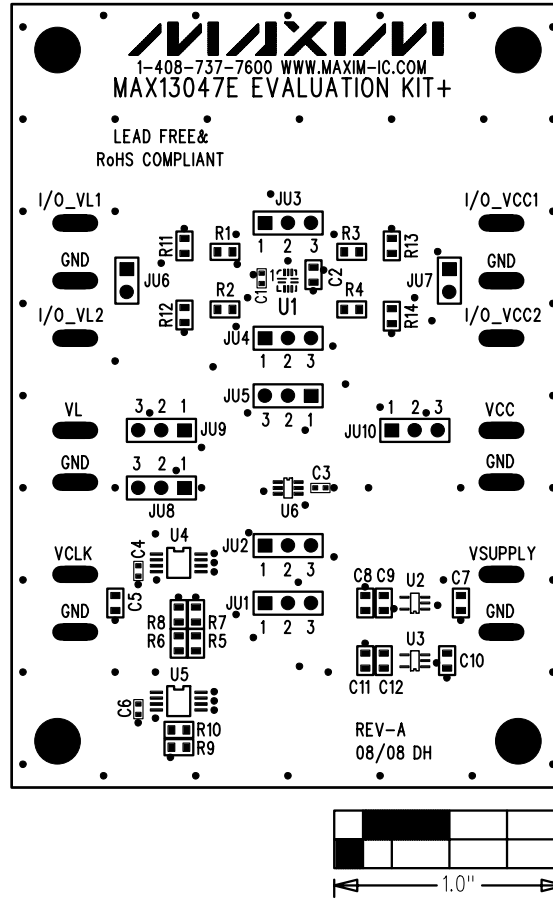 MAXIM
1-408-737-7600 WWW.MAXIM-IC.COM
MAX13047E EVALUATION KIT+
LEAD FREE&
RoHS COMPLIANT
I/O_VL1
JU3
I/O_VCC1
R11
R1
R3
R13
1 2 3
GND
JU6
C1
1
C2
JU7
GND
R12
R2
U1
R4
R14
I/O_VL2
JU4
I/O_VCC2
1 2 3
JU5
VL
3 2 1
JU9
3 2 1
JU10
1 2 3
VCC
GND
3 2 1
JU8
C3
U6
GND
VCLK
C4
U4
JU2
1 2 3
VSUPPLY
C5
C8 C9
U2
C7
GND
R8
R7
R6
R5
JU1
1 2 3
U3
GND
C11 C12
C10
U5
C6
R10
R9
REV-A
08/08 DH
1.0"